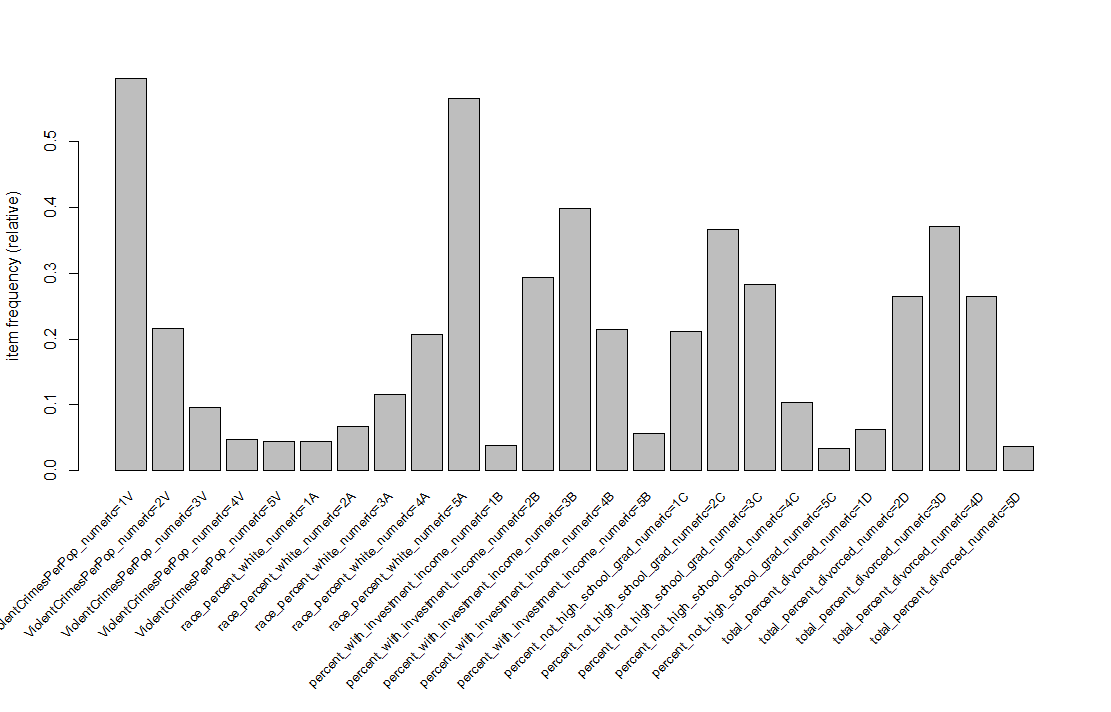 item frequency (relative)
0.5
0.4
0.3
0.2
0.1
0.0
ViolentCrimesPerPop_numeric=2V
ViolentCrimesPerPop_numeric=3V
ViolentCrimesPerPop_numeric=4V
ViolentCrimesPerPop_numeric=5V
race_percent_white_numeric=1A
race_percent_white_numeric=2A
race_percent_white_numeric=3A
race_percent_white_numeric=4A
race_percent_white_numeric=5A
percent_with_investment_income_numeric=1B
percent_with_investment_income_numeric=2B
percent_with_investment_income_numeric=3B
percent_with_investment_income_numeric=4B
percent_with_investment_income_numeric=5B
percent_not_high_school_grad_numeric=1C
percent_not_high_school_grad_numeric=2C
percent_not_high_school_grad_numeric=3C
percent_not_high_school_grad_numeric=4C
percent_not_high_school_grad_numeric=5C
total_percent_divorced_numeric=1D
total_percent_divorced_numeric=2D
total_percent_divorced_numeric=3D
total_percent_divorced_numeric=4D
total_percent_divorced_numeric=5D